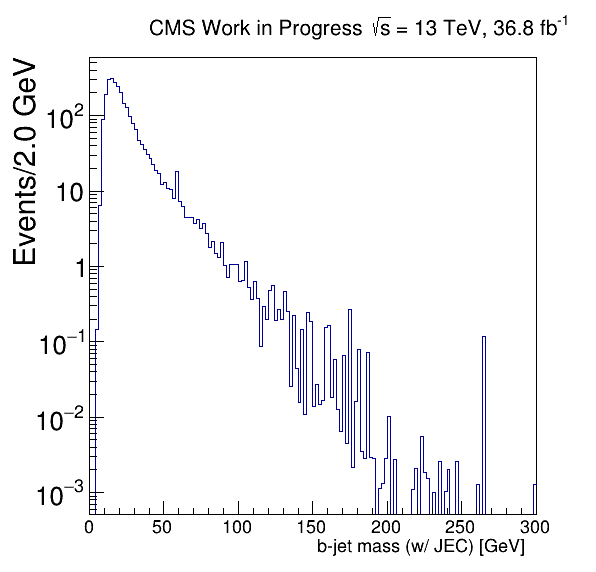 CMS Work in Progress √s = 13 TeV, 36.8 fb⁻¹
Events/2.0 GeV
10²
10
1
10⁻¹
10⁻²
10⁻³
0 50 100 150 200 250 300
b-jet mass (w/ JEC) [GeV]